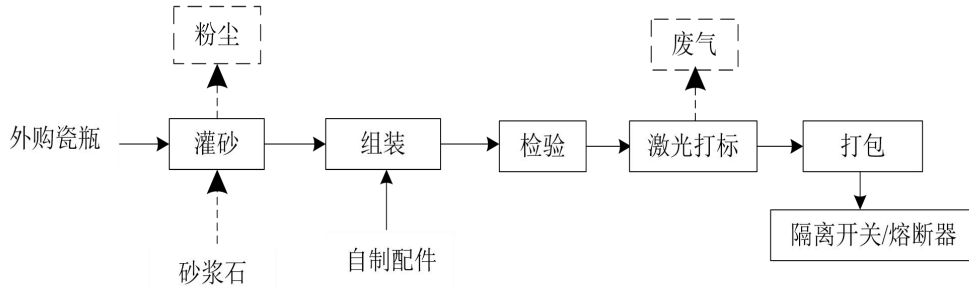 粉尘
废气
外购瓷瓶
灌砂
组装
检验
激光打标
打包
砂浆石
自制配件
隔离开关/熔断器